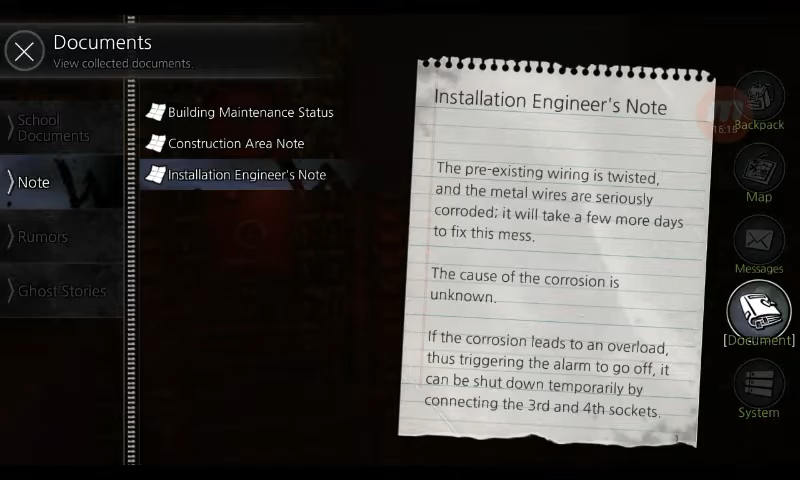 Documents
View collected documents.
School
Documents
Note
Rumors
Ghost Stories
Building Maintenance Status
Construction Area Note
Installation Engineer's Note
Installation Engineer's Note
The pre-existing wiring is twisted,
and the metal wires are seriously
corroded; it will take a few more days
to fix this mess.
The cause of the corrosion is
unknown.
If the corrosion leads to an overload,
thus triggering the alarm to go off, it
can be shut down temporarily by
connecting the 3rd and 4th sockets.
1
16:18
Backpack
Map
Messages
[Document]
System